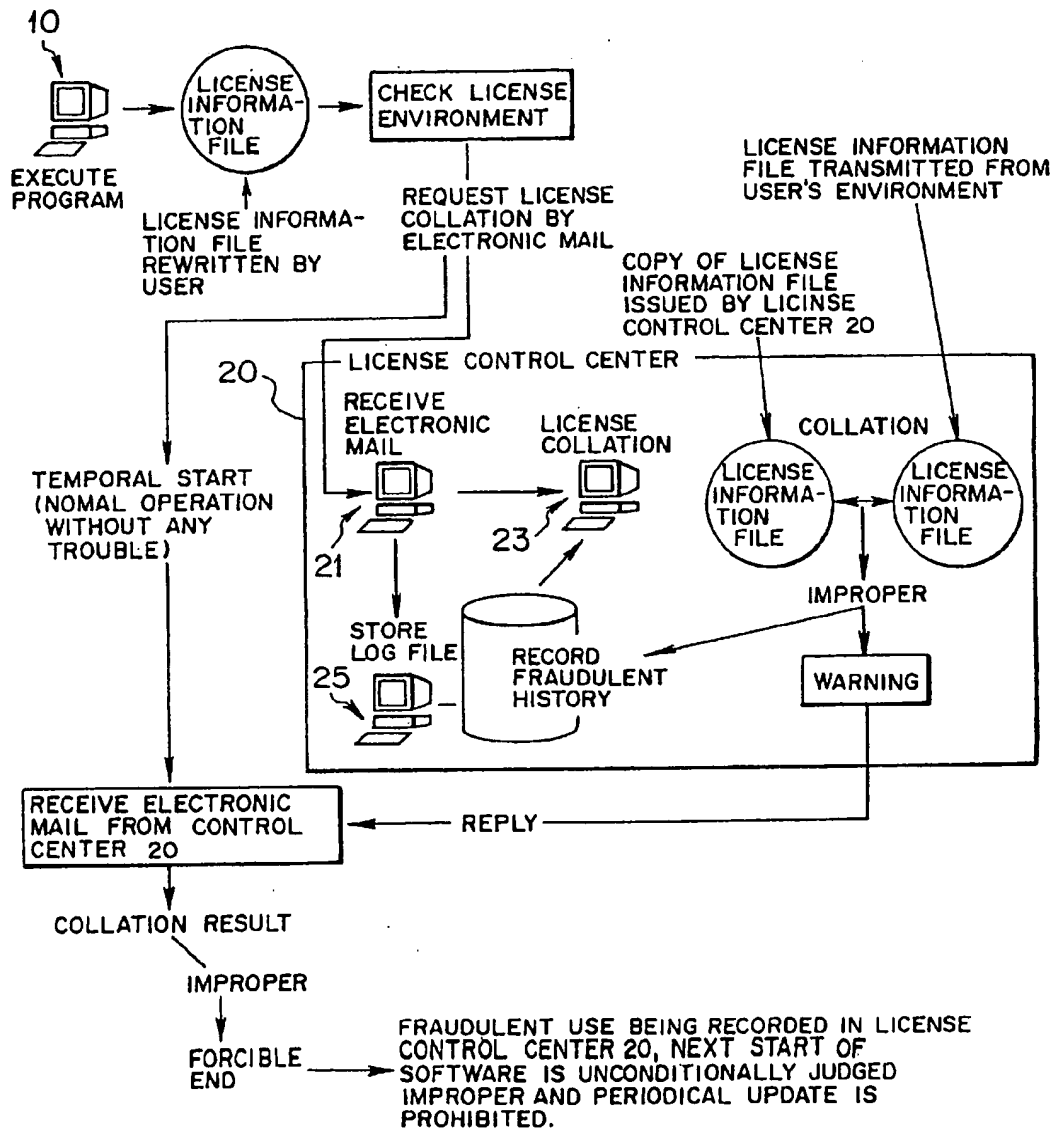 10
LICENSE
INFORMA-
TION
FILE
CHECK LICENSE
ENVIRONMENT
EXECUTE
PROGRAM
LICENSE INFORMA-
TION FILE
REWRITTEN BY
USER
REQUEST LICENSE
COLLATION BY
ELECTRONIC MAIL
LICENSE INFORMATION
FILE TRANSMITTED FROM
USER'S ENVIRONMENT
COPY OF LICENSE
INFORMATION FILE
ISSUED BY LICINSE
CONTROL CENTER 20
20
LICENSE CONTROL CENTER
RECEIVE
ELECTRONIC
MAIL
LICENSE
COLLATION
COLLATION
LICENSE
INFORMA-
TION
FILE
LICENSE
INFORMA-
TION
FILE
TEMPORAL START
(NOMAL OPERATION
WITHOUT ANY
TROUBLE)
21
23
IMPROPER
STORE
LOG FILE
25
RECORD
FRAUDULENT
HISTORY
WARNING
RECEIVE ELECTRONIC
MAIL FROM CONTROL
CENTER 20
REPLY
COLLATION RESULT
IMPROPER
FORCIBLE
END
FRAUDULENT USE BEING RECORDED IN LICENSE
CONTROL CENTER 20, NEXT START OF
SOFTWARE IS UNCONDITIONALLY JUDGED
IMPROPER AND PERIODICAL UPDATE IS
PROHIBITED.